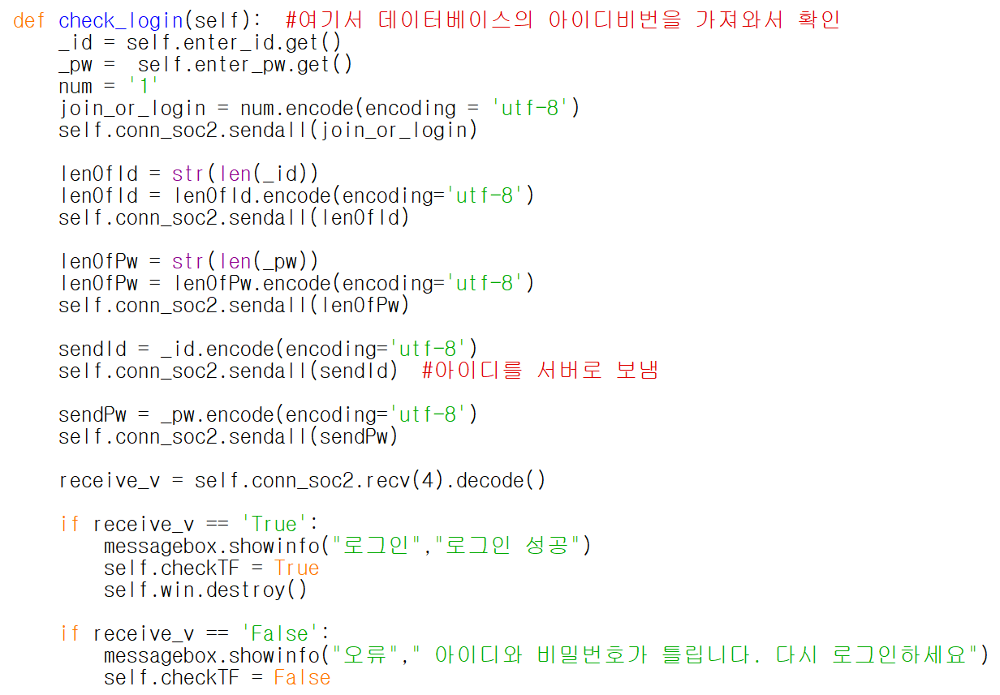 def check_login(self):  #여기서 데이터베이스의 아이디비번을 가져와서 확인
    _id = self.enter_id.get()
    _pw =  self.enter_pw.get()
    num = '1'
    join_or_login = num.encode(encoding = 'utf-8')
    self.conn_soc2.sendall(join_or_login)

    lenOfId = str(len(_id))
    lenOfId = lenOfId.encode(encoding='utf-8')
    self.conn_soc2.sendall(lenOfId)

    lenOfPw = str(len(_pw))
    lenOfPw = lenOfPw.encode(encoding='utf-8')
    self.conn_soc2.sendall(lenOfPw)

    sendId = _id.encode(encoding='utf-8')
    self.conn_soc2.sendall(sendId)  #아이디를 서버로 보냄

    sendPw = _pw.encode(encoding='utf-8')
    self.conn_soc2.sendall(sendPw)

    receive_v = self.conn_soc2.recv(4).decode()

    if receive_v == 'True':
        messagebox.showinfo("로그인","로그인 성공")
        self.checkTF = True
        self.win.destroy()

    if receive_v == 'False':
        messagebox.showinfo("오류"," 아이디와 비밀번호가 틀립니다. 다시 로그인하세요")
        self.checkTF = False